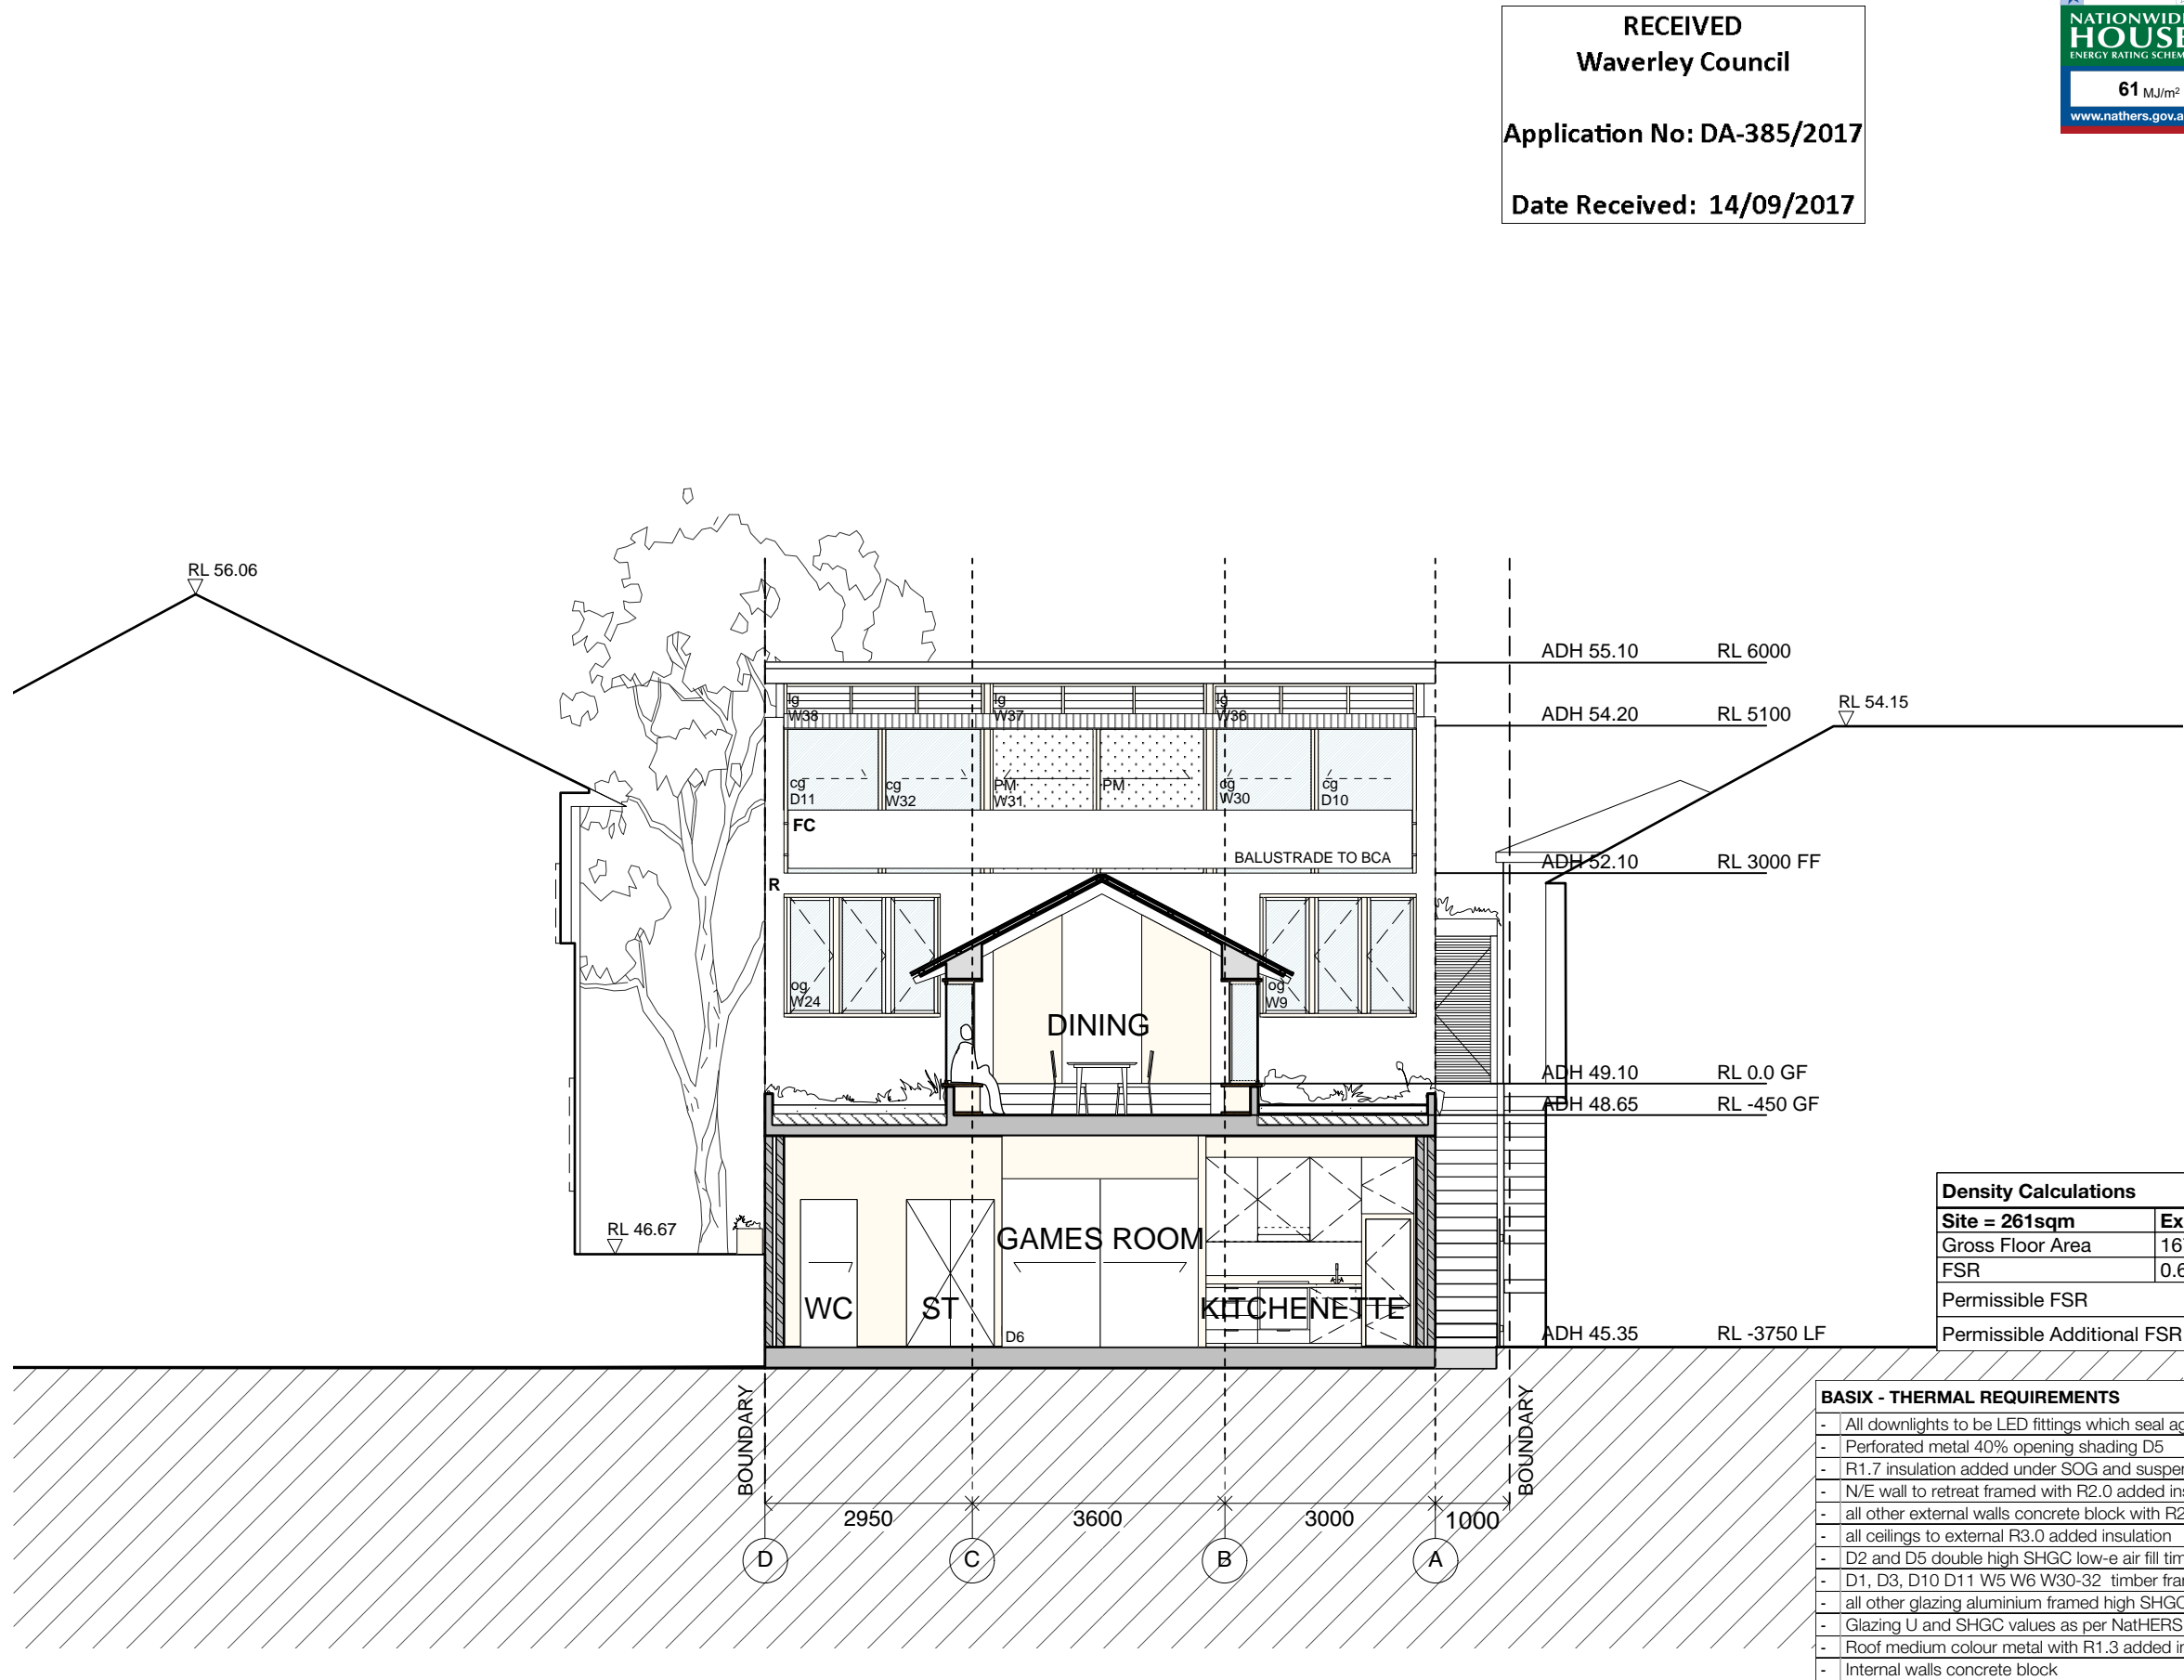 RECEIVED
Waverley Council
Application No: DA-385/2017
Date Received: 14/09/2017
NATIONWID
HOUSE
ENERGY RATING SCHEM
61 MJ/m²
www.nathers.gov.a
RL 56.06
ADH 55.10 RL 6000
RL 54.15
ADH 54.20 RL 5100
lg
W38
lg
W37
lg
W36
cg
D11
cg
W32
PM
W31
PM
cg
W30
cg
D10
FC
BALUSTRADE TO BCA
ADH 52.10 RL 3000 FF
R
og
W24
og
W9
DINING
ADH 49.10 RL 0.0 GF
ADH 48.65 RL -450 GF
RL 46.67
GAMES ROOM
WC
ST
KITCHENETTE
D6
ADH 45.35 RL -3750 LF
Density Calculations
Site = 261sqm Ex
Gross Floor Area 16
FSR 0.6
Permissible FSR
Permissible Additional FSR
BOUNDARY
BOUNDARY
2950 3600 3000 1000
D C B A
BASIX - THERMAL REQUIREMENTS
- All downlights to be LED fittings which seal ag
- Perforated metal 40% opening shading D5
- R1.7 insulation added under SOG and susper
- N/E wall to retreat framed with R2.0 added ins
- all other external walls concrete block with R2
- all ceilings to external R3.0 added insulation
- D2 and D5 double high SHGC low-e air fill tim
- D1, D3, D10 D11 W5 W6 W30-32 timber fra
- all other glazing aluminium framed high SHGC
- Glazing U and SHGC values as per NatHERS
- Roof medium colour metal with R1.3 added in
- Internal walls concrete block